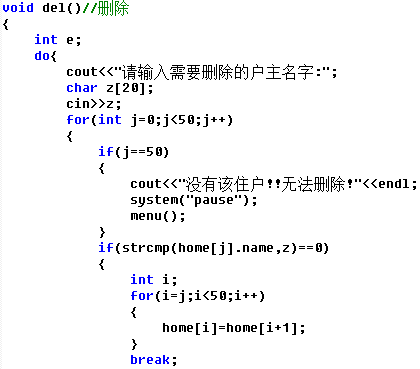 void del()//删除
{
int e;
do{
cout<<"请输入需要删除的户主名字:";
char z[20];
cin>>z;
for(int j=0;j<50;j++)
{
if(j==50)
{
cout<<"没有该住户!!无法删除!"<<endl;
system("pause");
menu();
}
if(strcmp(home[j].name,z)==0)
{
int i;
for(i=j;i<50;i++)
{
home[i]=home[i+1];
}
break;